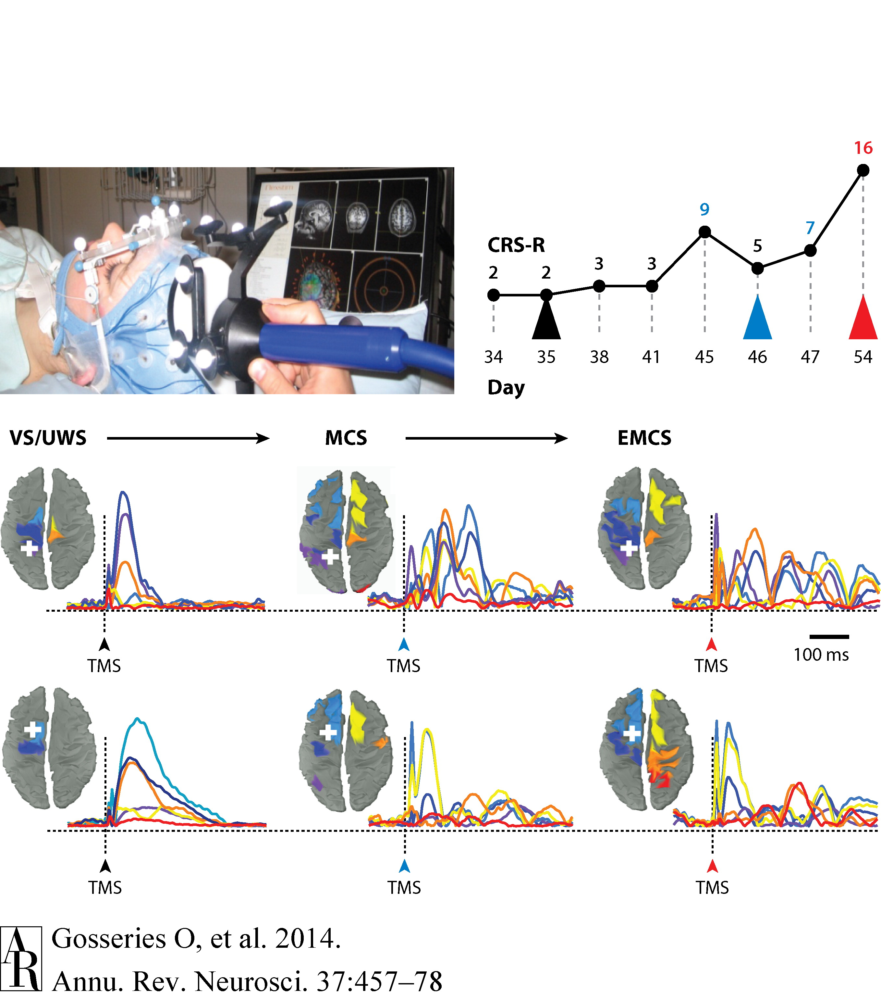 nexstim
16
9
7
5
CRS-R
3 3
2 2
34 35 38 41 45 46 47 54
Day
VS/UWS MCS EMCS
100 ms
TMS TMS TMS
TMS TMS TMS
AR
Gosseries O, et al. 2014.
Annu. Rev. Neurosci. 37:457–78